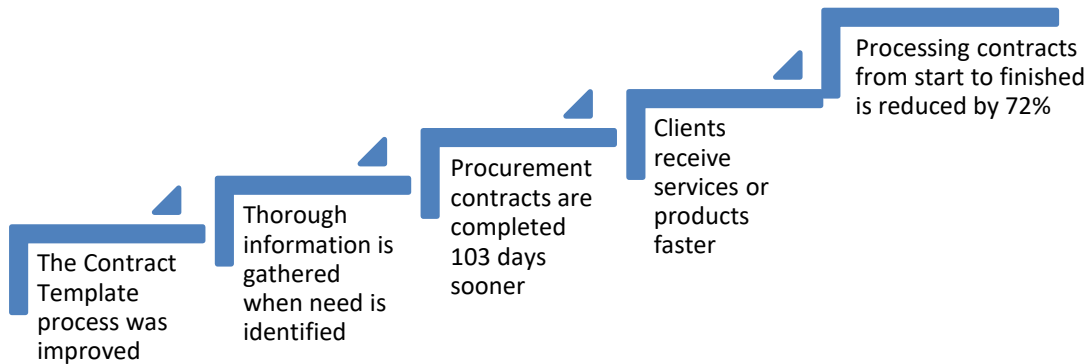 The Contract
Template
process was
improved
Thorough
information is
gathered
when need is
identified
Procurement
contracts are
completed
103 days
sooner
Clients
receive
services or
products
faster
Processing contracts
from start to finished
is reduced by 72%